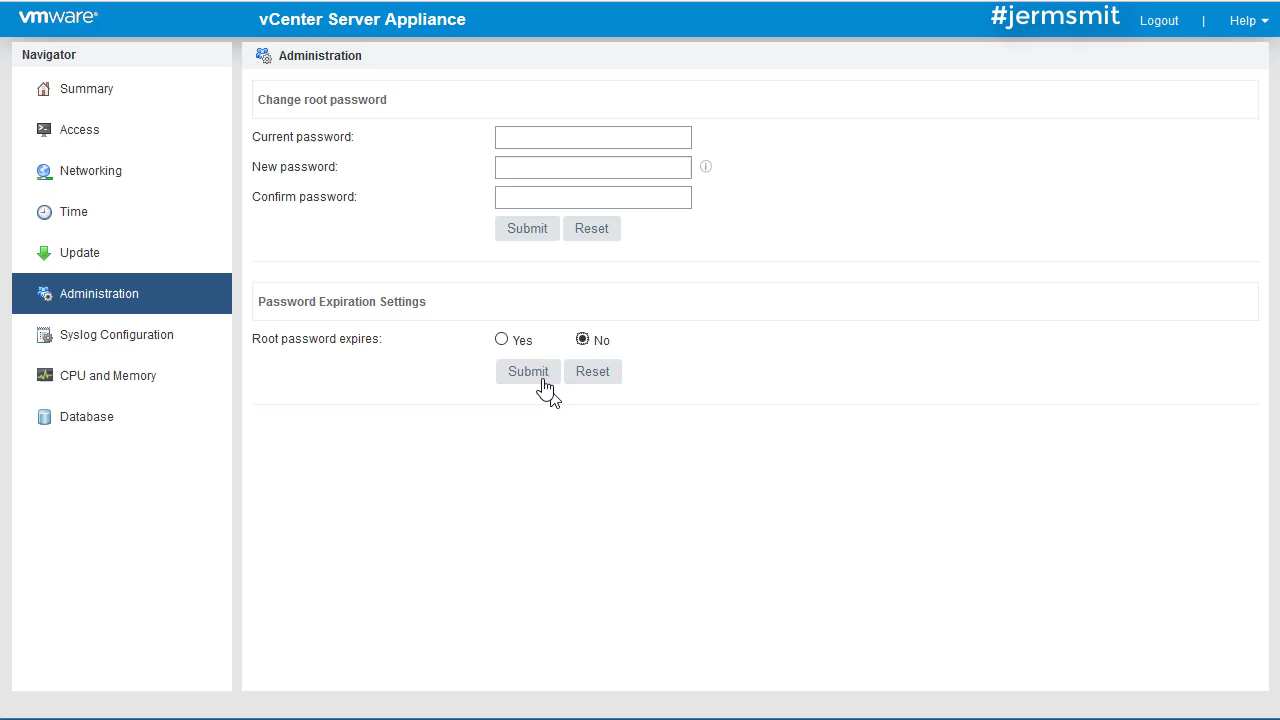 vmware® vCenter Server Appliance #jermsmit Logout | Help
Navigator
Summary
Access
Networking
Time
Update
Administration
Syslog Configuration
CPU and Memory
Database
Administration
Change root password
Current password:
New password:
Confirm password:
Submit Reset
Password Expiration Settings
Root password expires: Yes No
Submit Reset